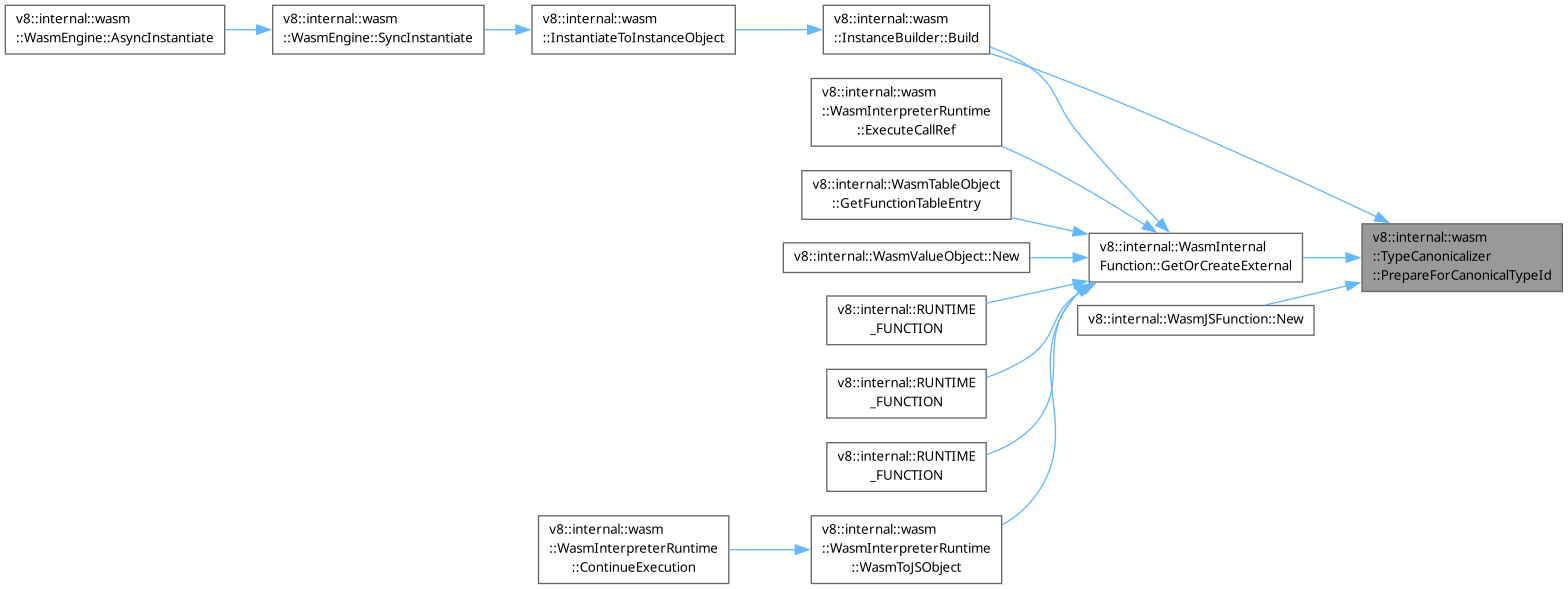 v8::internal::wasm
::WasmEngine::AsyncInstantiate
v8::internal::wasm
::WasmEngine::SyncInstantiate
v8::internal::wasm
::InstantiateToInstanceObject
v8::internal::wasm
::InstanceBuilder::Build
v8::internal::wasm
::WasmInterpreterRuntime
::ExecuteCallRef
v8::internal::WasmTableObject
::GetFunctionTableEntry
v8::internal::WasmValueObject::New
v8::internal::RUNTIME
_FUNCTION
v8::internal::RUNTIME
_FUNCTION
v8::internal::RUNTIME
_FUNCTION
v8::internal::wasm
::WasmInterpreterRuntime
::ContinueExecution
v8::internal::wasm
::WasmInterpreterRuntime
::WasmToJSObject
v8::internal::WasmInternal
Function::GetOrCreateExternal
v8::internal::WasmJSFunction::New
v8::internal::wasm
::TypeCanonicalizer
::PrepareForCanonicalTypeId